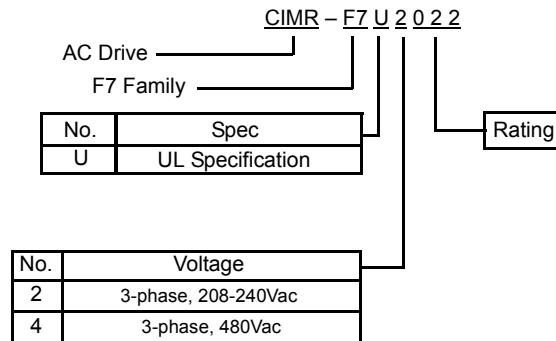 CIMR – F7 U 2 0 2 2
AC Drive
F7 Family
No. Spec
U UL Specification
Rating
No. Voltage
2 3-phase, 208-240Vac
4 3-phase, 480Vac